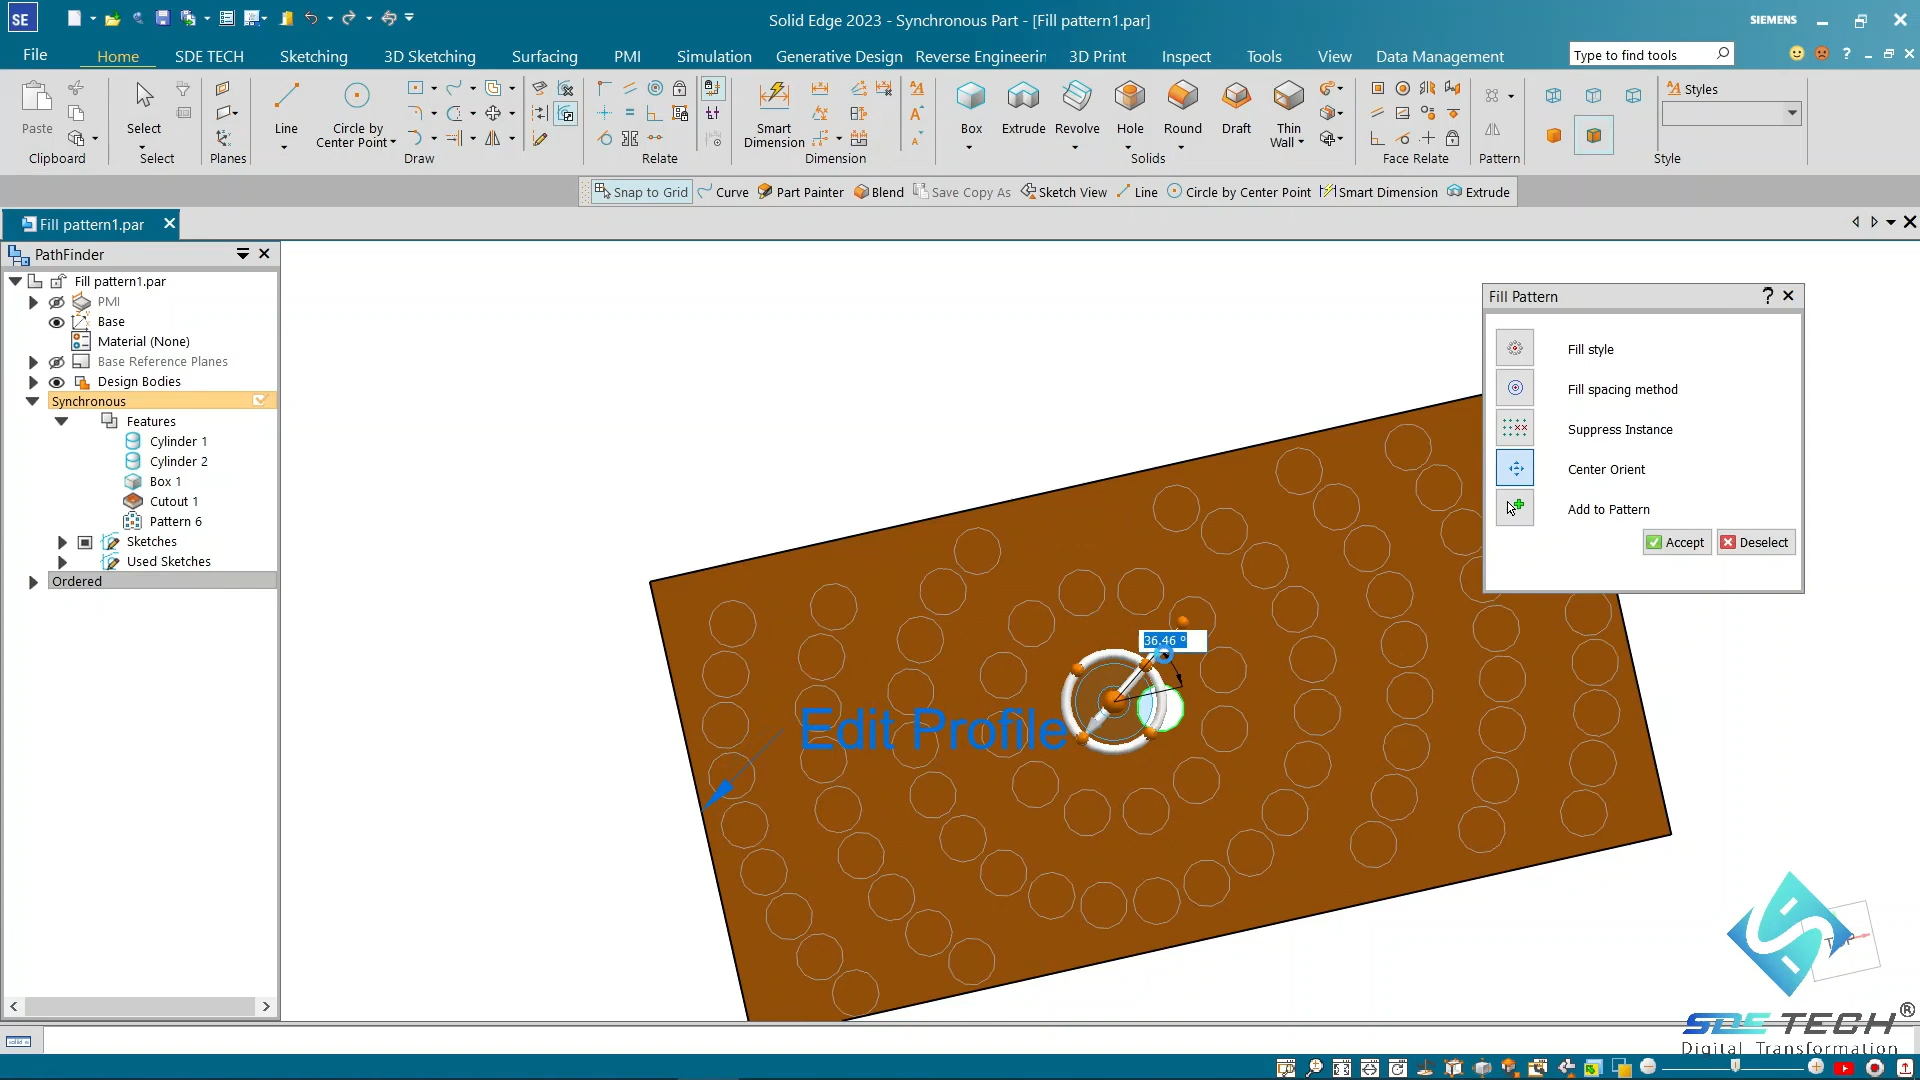 SE
Solid Edge 2023 - Synchronous Part - [Fill pattern1.par]
SIEMENS
File
Home
SDE TECH
Sketching
3D Sketching
Surfacing
PMI
Simulation
Generative Design
Reverse Engineerin
3D Print
Inspect
Tools
View
Data Management
Type to find tools
Paste
Clipboard
Select
Select
Planes
Line
Circle by
Center Point
Draw
Relate
Smart
Dimension
Dimension
Box
Extrude
Revolve
Hole
Round
Draft
Thin
Wall
Solids
Face Relate
Pattern
Styles
Style
Snap to Grid
Curve
Part Painter
Blend
Save Copy As
Sketch View
Line
Circle by Center Point
Smart Dimension
Extrude
Fill pattern1.par
PathFinder
Fill pattern1.par
PMI
Base
Material (None)
Base Reference Planes
Design Bodies
Synchronous
Features
Cylinder 1
Cylinder 2
Box 1
Cutout 1
Pattern 6
Sketches
Used Sketches
Ordered
Fill Pattern
?
Fill style
Fill spacing method
Suppress Instance
Center Orient
Add to Pattern
Accept
Deselect
36.46 °
Edit Profile
SDE TECH®
Digital Transformation